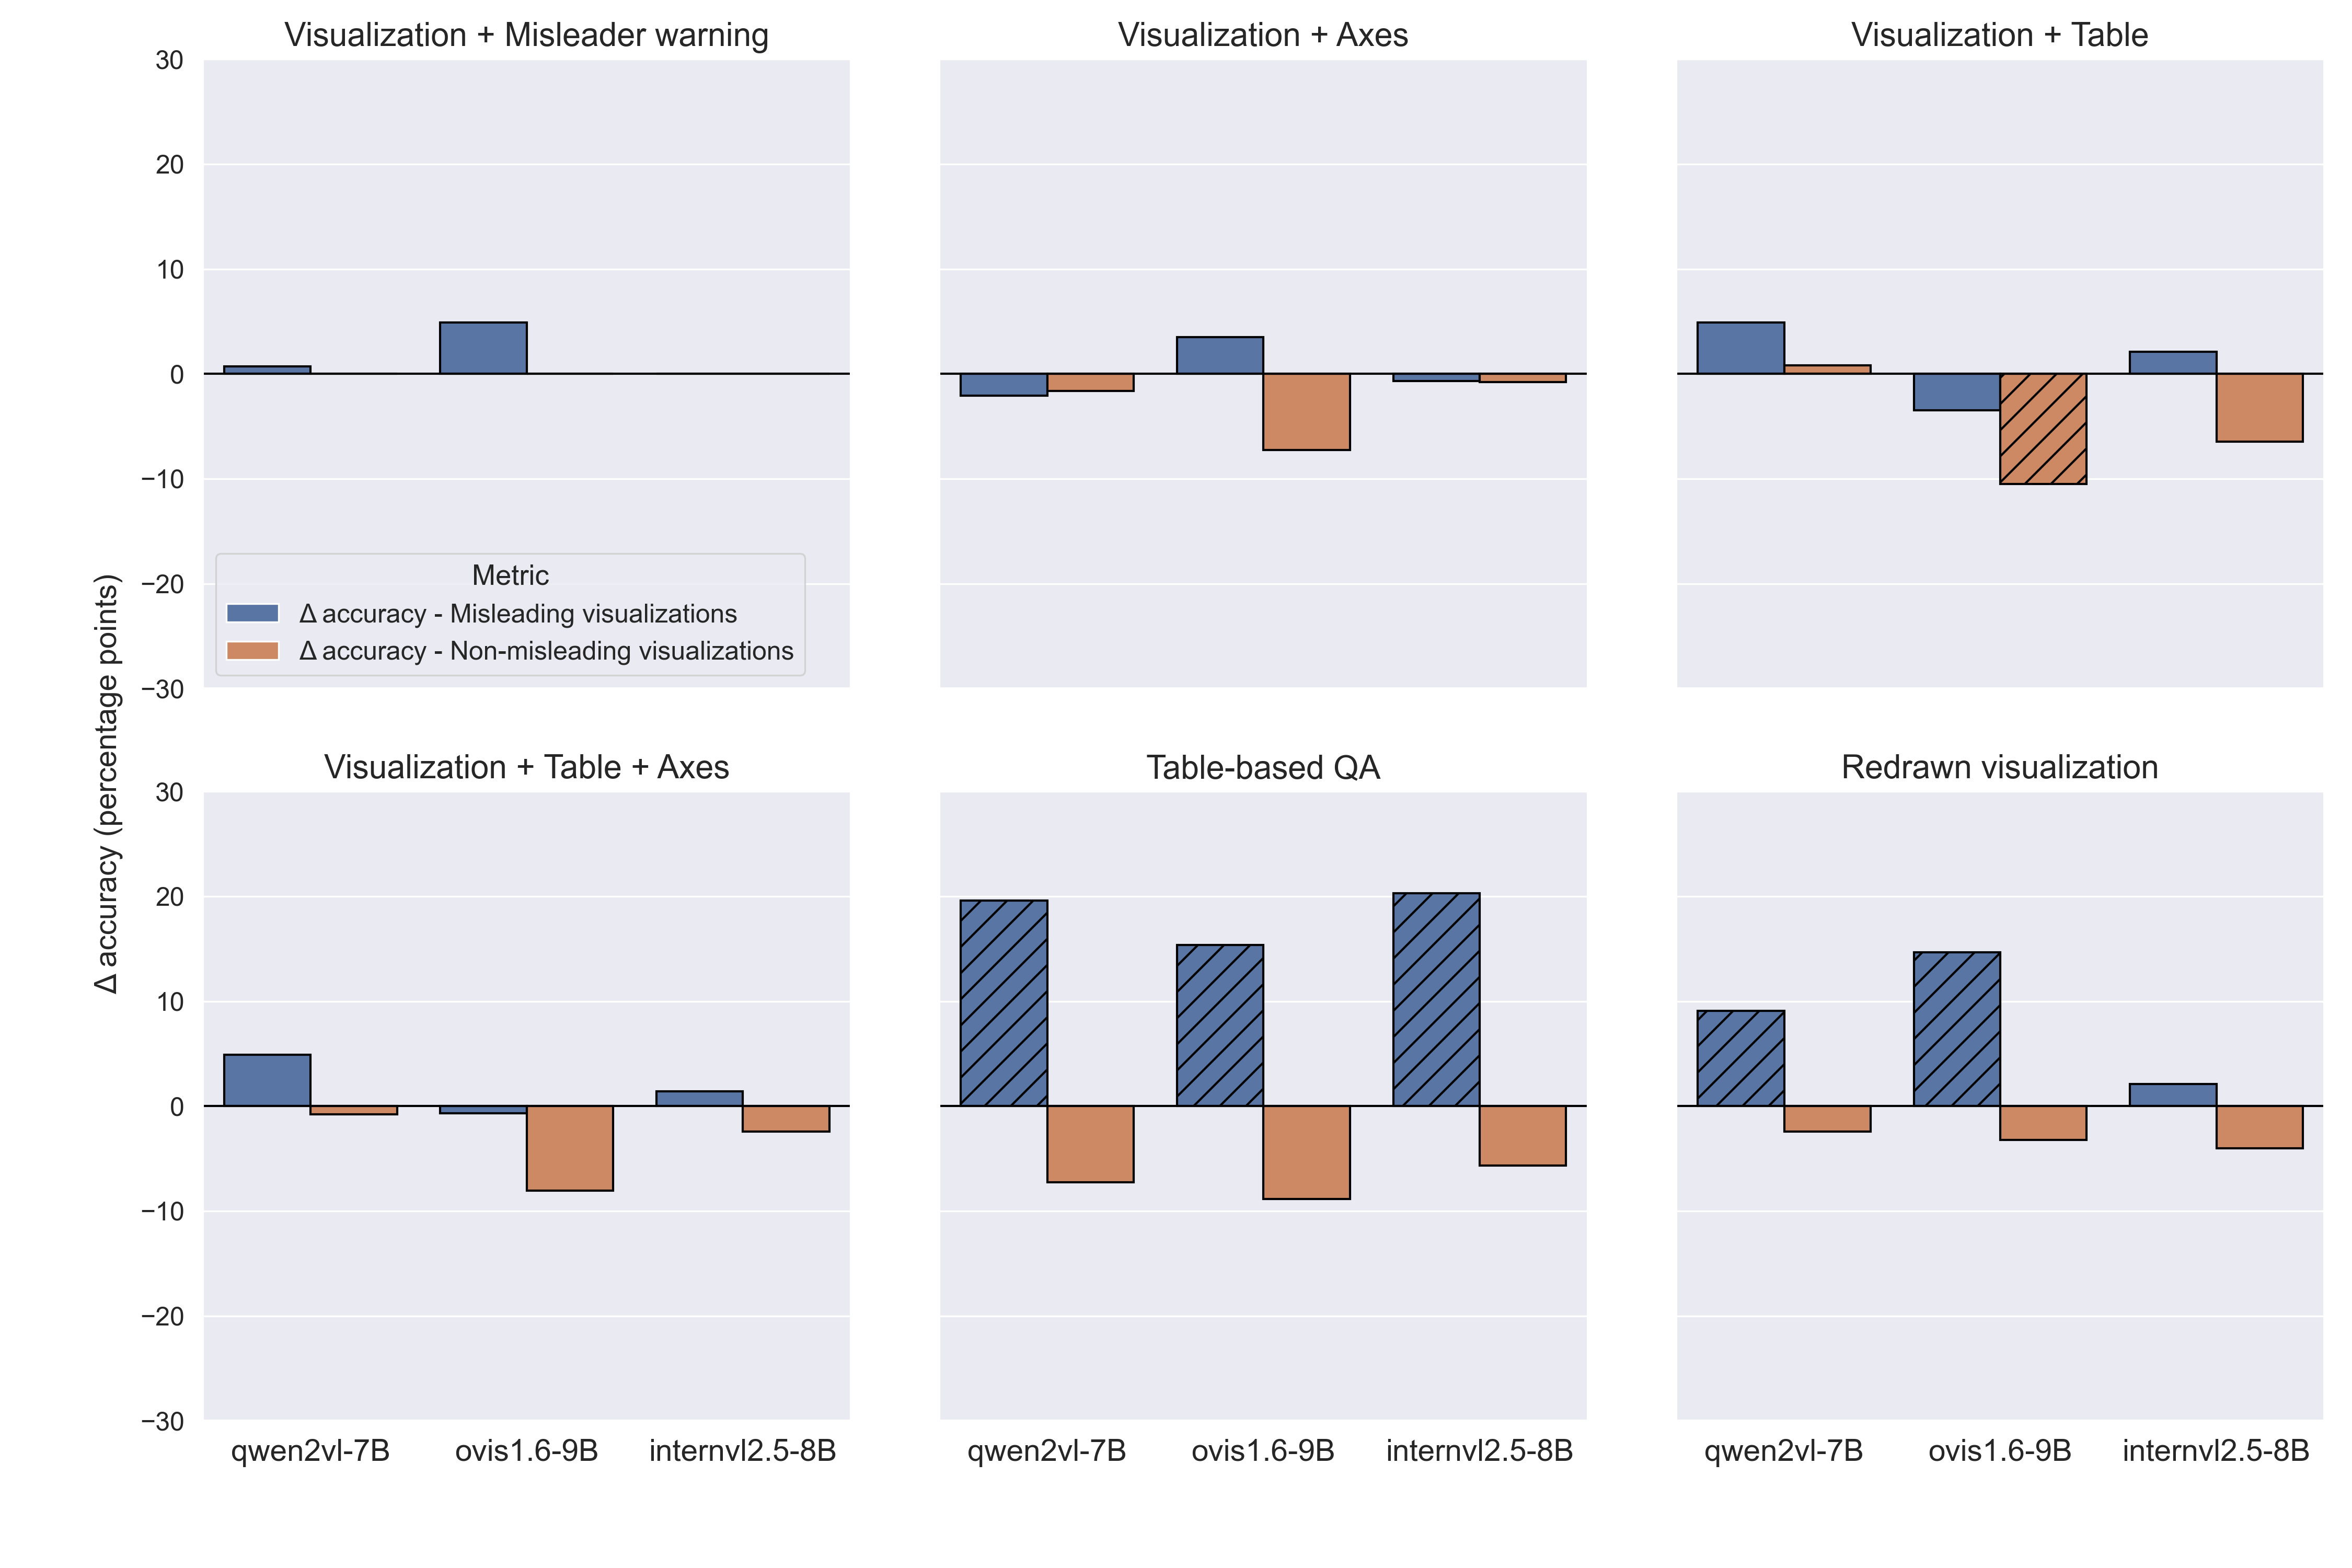 Visualization + Misleader warning
Visualization + Axes
Visualization + Table
30
20
10
0
−10
−20
−30
Metric
Δ accuracy - Misleading visualizations
Δ accuracy - Non-misleading visualizations
Δ accuracy (percentage points)
Visualization + Table + Axes
Table-based QA
Redrawn visualization
30
20
10
0
−10
−20
−30
qwen2vl-7B ovis1.6-9B internvl2.5-8B
qwen2vl-7B ovis1.6-9B internvl2.5-8B
qwen2vl-7B ovis1.6-9B internvl2.5-8B